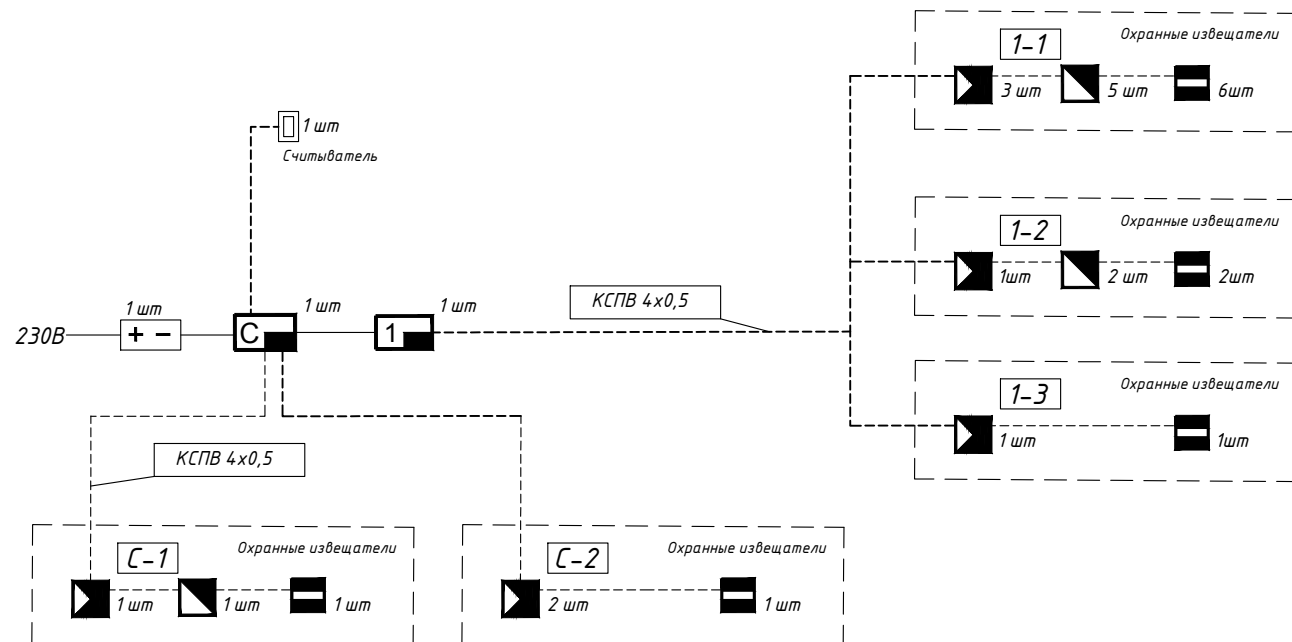 Охранные извещатели
1-1
3 шт
5 шт
6шт
1 шт
Считыватель
Охранные извещатели
1-2
1шт
2 шт
2шт
230В
1 шт
+ -
1 шт
С
1 шт
1
КСПВ 4х0,5
Охранные извещатели
1-3
1 шт
1шт
КСПВ 4х0,5
Охранные извещатели
С-1
1 шт
1 шт
1 шт
Охранные извещатели
С-2
2 шт
1 шт